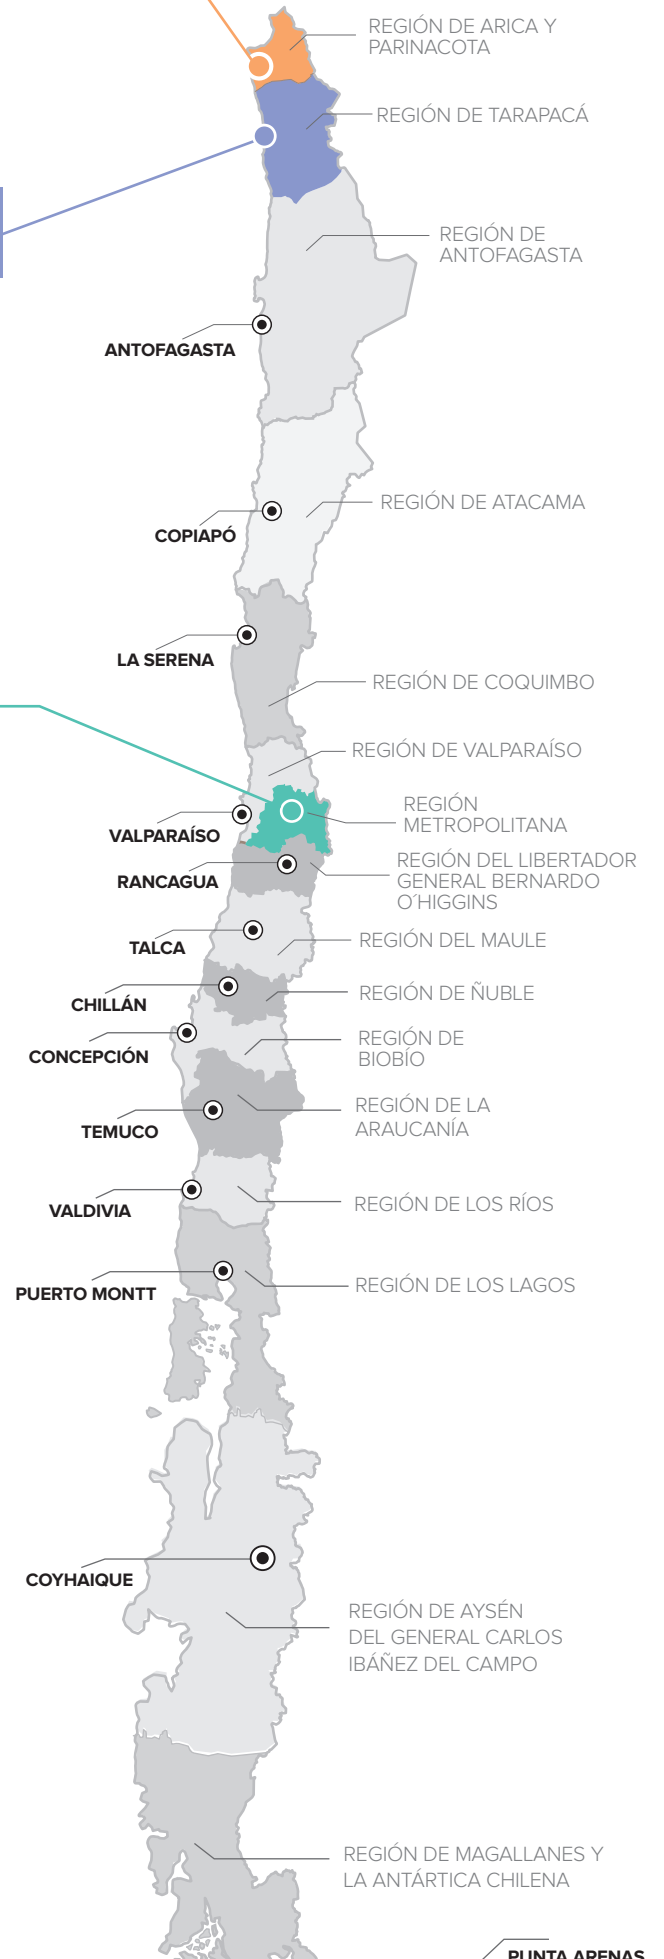 REGIÓN DE ARICA Y
PARINACOTA
REGIÓN DE TARAPACÁ
REGIÓN DE
ANTOFAGASTA
ANTOFAGASTA
REGIÓN DE ATACAMA
COPIAPÓ
LA SERENA
REGIÓN DE COQUIMBO
REGIÓN DE VALPARAÍSO
REGIÓN
METROPOLITANA
VALPARAÍSO
REGIÓN DEL LIBERTADOR
GENERAL BERNARDO
O´HIGGINS
RANCAGUA
REGIÓN DEL MAULE
TALCA
REGIÓN DE ÑUBLE
CHILLÁN
REGIÓN DE
BIOBÍO
CONCEPCIÓN
REGIÓN DE LA
ARAUCANÍA
TEMUCO
REGIÓN DE LOS RÍOS
VALDIVIA
REGIÓN DE LOS LAGOS
PUERTO MONTT
COYHAIQUE
REGIÓN DE AYSÉN
DEL GENERAL CARLOS
IBÁÑEZ DEL CAMPO
REGIÓN DE MAGALLANES Y
LA ANTÁRTICA CHILENA
PUNTA ARENAS